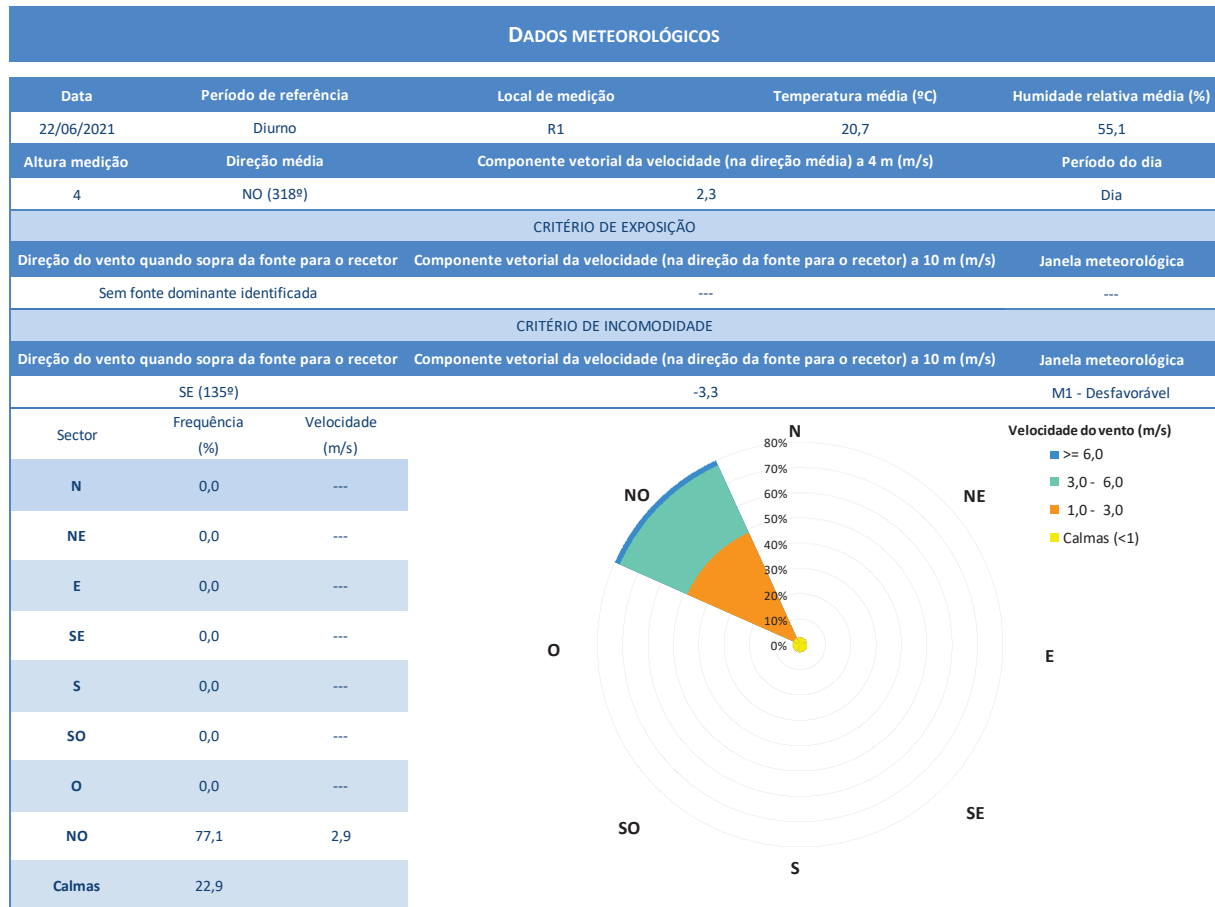 DADOS METEOROLÓGICOS
Data Período de referência Local de medição Temperatura média (ºC) Humidade relativa média (%)
22/06/2021 Diurno R1 20,7 55,1
Altura medição Direção média Componente vetorial da velocidade (na direção média) a 4 m (m/s) Período do dia
4 NO (318º) 2,3 Dia
CRITÉRIO DE EXPOSIÇÃO
Direção do vento quando sopra da fonte para o recetor Componente vetorial da velocidade (na direção da fonte para o recetor) a 10 m (m/s) Janela meteorológica
Sem fonte dominante identificada --- ---
CRITÉRIO DE INCOMODIDADE
Direção do vento quando sopra da fonte para o recetor Componente vetorial da velocidade (na direção da fonte para o recetor) a 10 m (m/s) Janela meteorológica
SE (135º) -3,3 M1 - Desfavorável
Sector Frequência (%) Velocidade (m/s)
N 0,0 ---
NE 0,0 ---
E 0,0 ---
SE 0,0 ---
S 0,0 ---
SO 0,0 ---
O 0,0 ---
NO 77,1 2,9
Calmas 22,9
N
NE
E
SE
S
SO
O
NO
80%
70%
60%
50%
40%
30%
20%
10%
0%
Velocidade do vento (m/s)
>= 6,0
3,0 - 6,0
1,0 - 3,0
Calmas (<1)